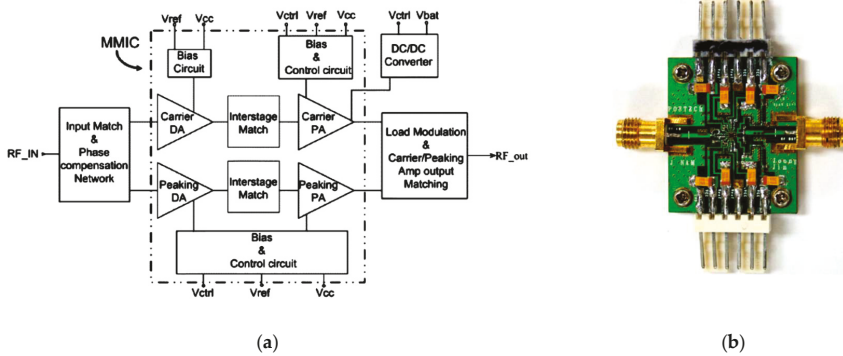 Vref Vcc
Vctrl Vref Vcc
Vctrl Vbat
MMIC
Bias
Circuit
Bias
&
Control circuit
DC/DC
Converter
RF_IN
Input Match
&
Phase
compensation
Network
Carrier
DA
Interstage
Match
Carrier
PA
Peaking
DA
Interstage
Match
Peaking
PA
Load Modulation
&
Carrier/Peaking
Amp output
Matching
RF_out
Bias
&
Control circuit
Vctrl Vref Vcc
(a)
(b)